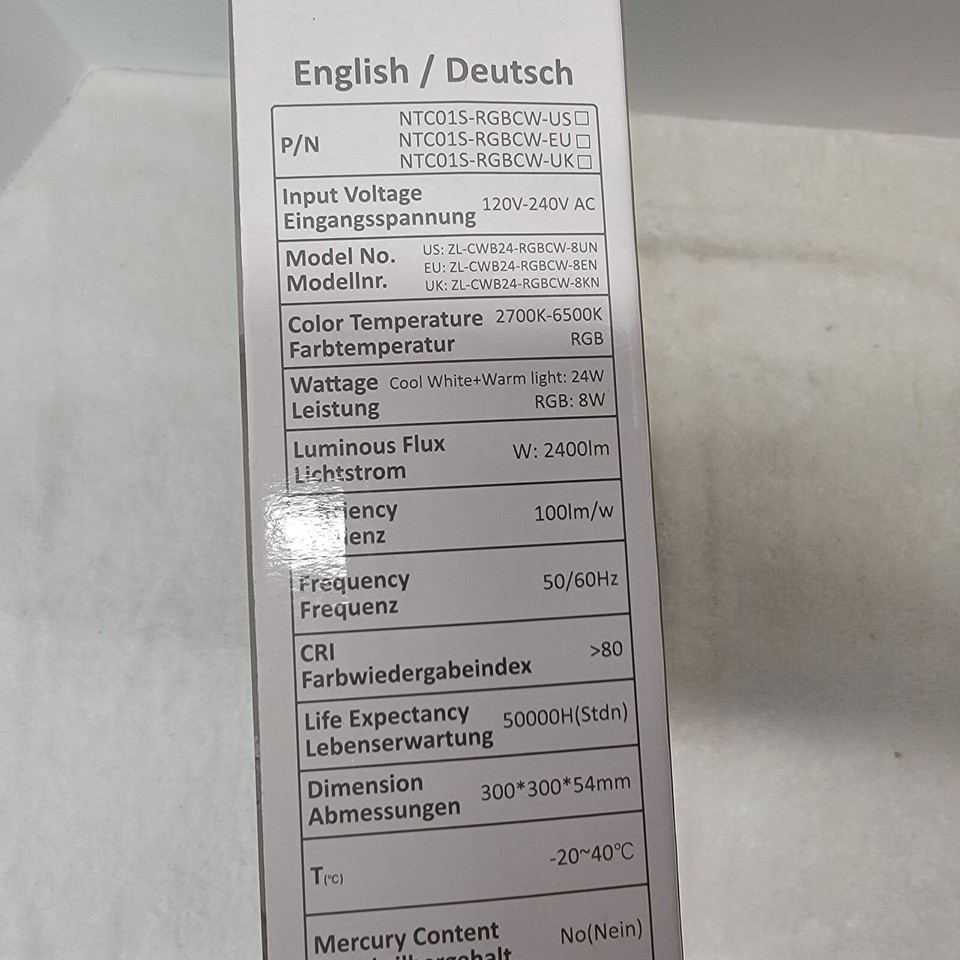 English / Deutsch
P/N
NTC01S-RGBCW-US□
NTC01S-RGBCW-EU□
NTC01S-RGBCW-UK□
Input Voltage
Eingangsspannung
120V-240V AC
Model No.
Modellnr.
US: ZL-CWB24-RGBCW-8UN
EU: ZL-CWB24-RGBCW-8EN
UK: ZL-CWB24-RGBCW-8KN
Color Temperature
Farbtemperatur
2700K-6500K
RGB
Wattage
Leistung
Cool White+Warm light: 24W
RGB: 8W
Luminous Flux
Lichtstrom
W: 2400lm
100lm/w
Frequency
Frequenz
50/60Hz
CRI
Farbwiedergabeindex
>80
Life Expectancy
Lebenserwartung
50000H(Stdn)
Dimension
Abmessungen
300*300*54mm
T(°C)
-20~40℃
Mercury Content
No(Nein)